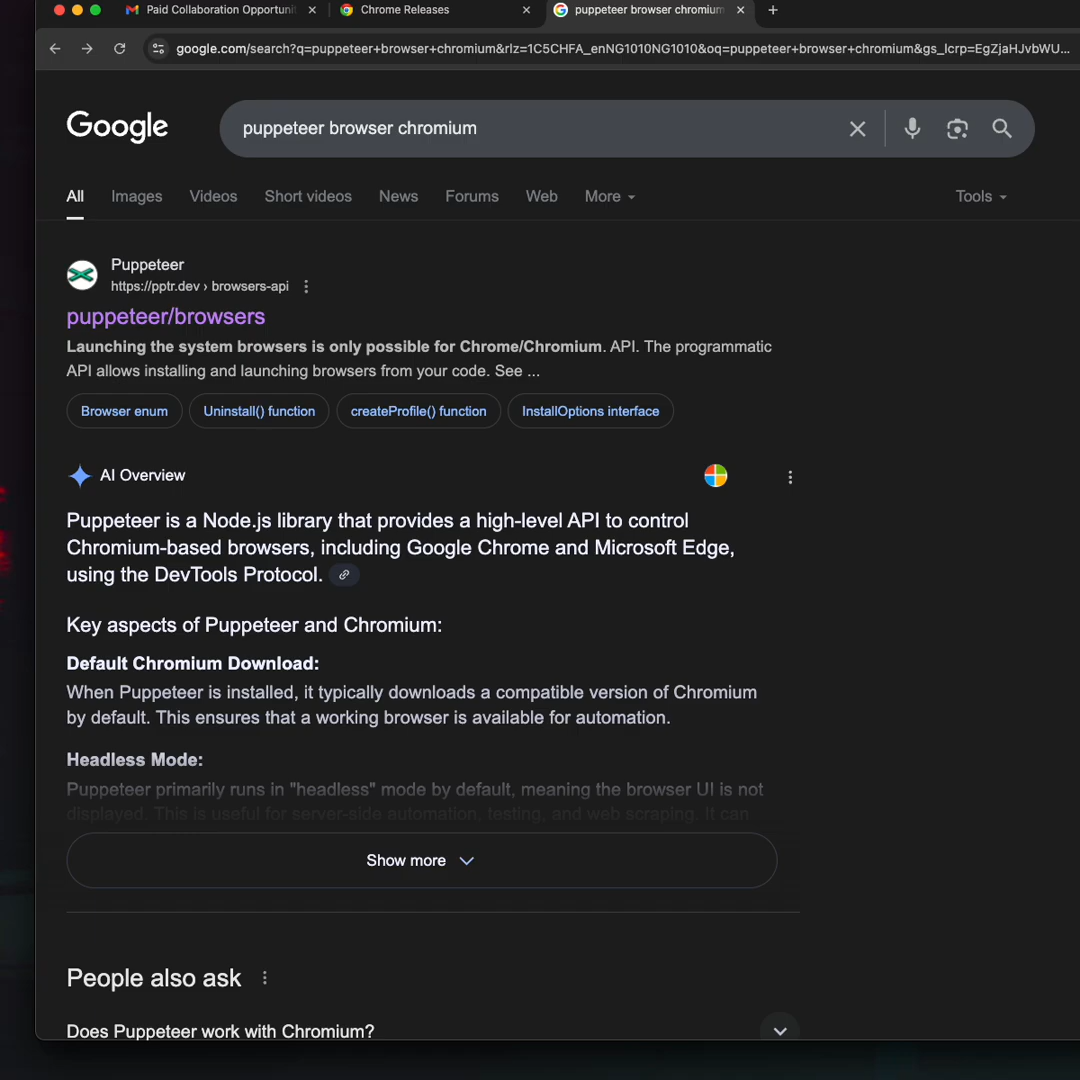 Paid Collaboration Opportuni
Chrome Releases
puppeteer browser chromium
google.com/search?q=puppeteer+browser+chromium&rlz=1C5CHFA_enNG1010NG1010&oq=puppeteer+browser+chromium&gs_lcrp=EgZjaHJvbWU...
Google
puppeteer browser chromium
All Images Videos Short videos News Forums Web More Tools
Puppeteer
https://pptr.dev › browsers-api
puppeteer/browsers
Launching the system browsers is only possible for Chrome/Chromium. API. The programmatic
API allows installing and launching browsers from your code. See ...
Browser enum Uninstall() function createProfile() function InstallOptions interface
AI Overview
Puppeteer is a Node.js library that provides a high-level API to control
Chromium-based browsers, including Google Chrome and Microsoft Edge,
using the DevTools Protocol.
Key aspects of Puppeteer and Chromium:
Default Chromium Download:
When Puppeteer is installed, it typically downloads a compatible version of Chromium
by default. This ensures that a working browser is available for automation.
Headless Mode:
Puppeteer primarily runs in "headless" mode by default, meaning the browser UI is not
displayed. This is useful for server-side automation, testing, and web scraping. It can
Show more
People also ask
Does Puppeteer work with Chromium?